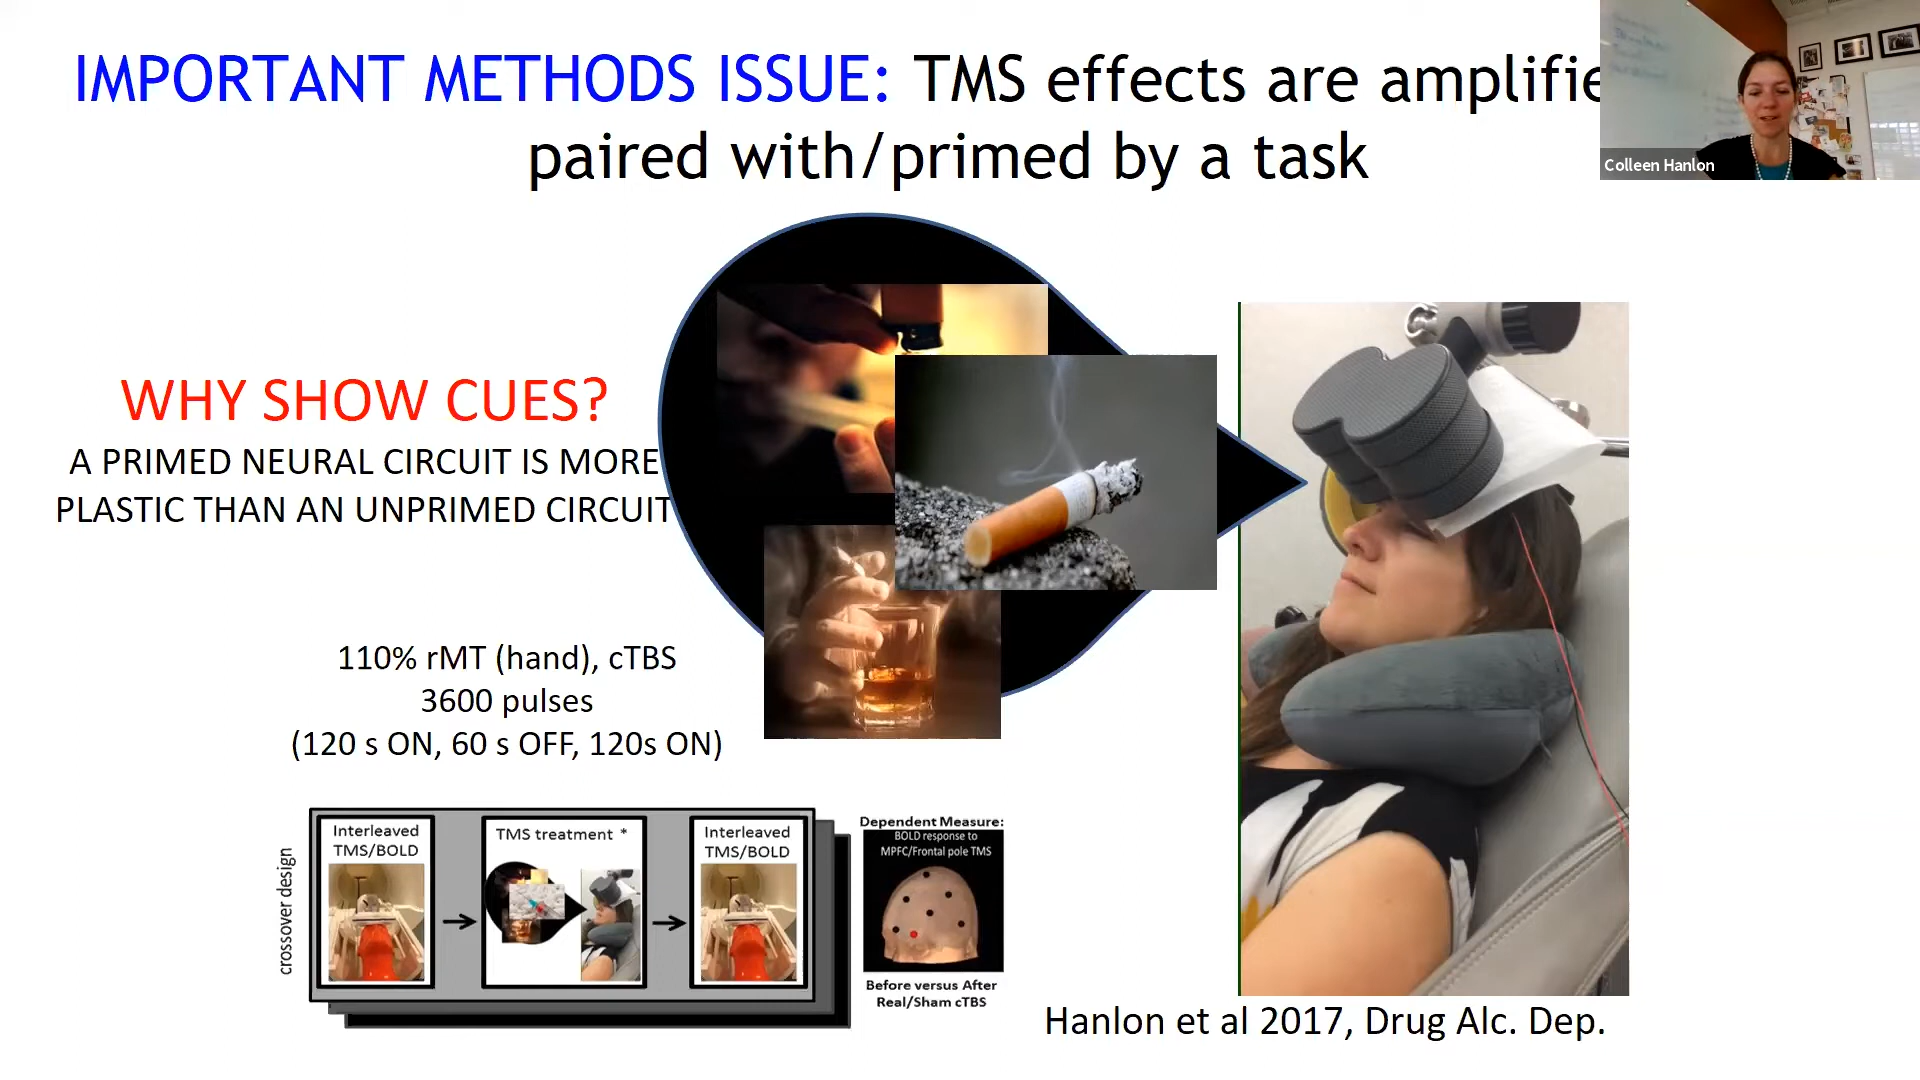 IMPORTANT METHODS ISSUE: TMS effects are amplifie
paired with/primed by a task
Colleen Hanlon
WHY SHOW CUES?
A PRIMED NEURAL CIRCUIT IS MORE
PLASTIC THAN AN UNPRIMED CIRCUIT
110% rMT (hand), cTBS
3600 pulses
(120 s ON, 60 s OFF, 120s ON)
crossover design
Interleaved
TMS/BOLD
TMS treatment *
Interleaved
TMS/BOLD
Dependent Measure:
BOLD response to
MPFC/Frontal pole TMS
Before versus After
Real/Sham cTBS
Hanlon et al 2017, Drug Alc. Dep.